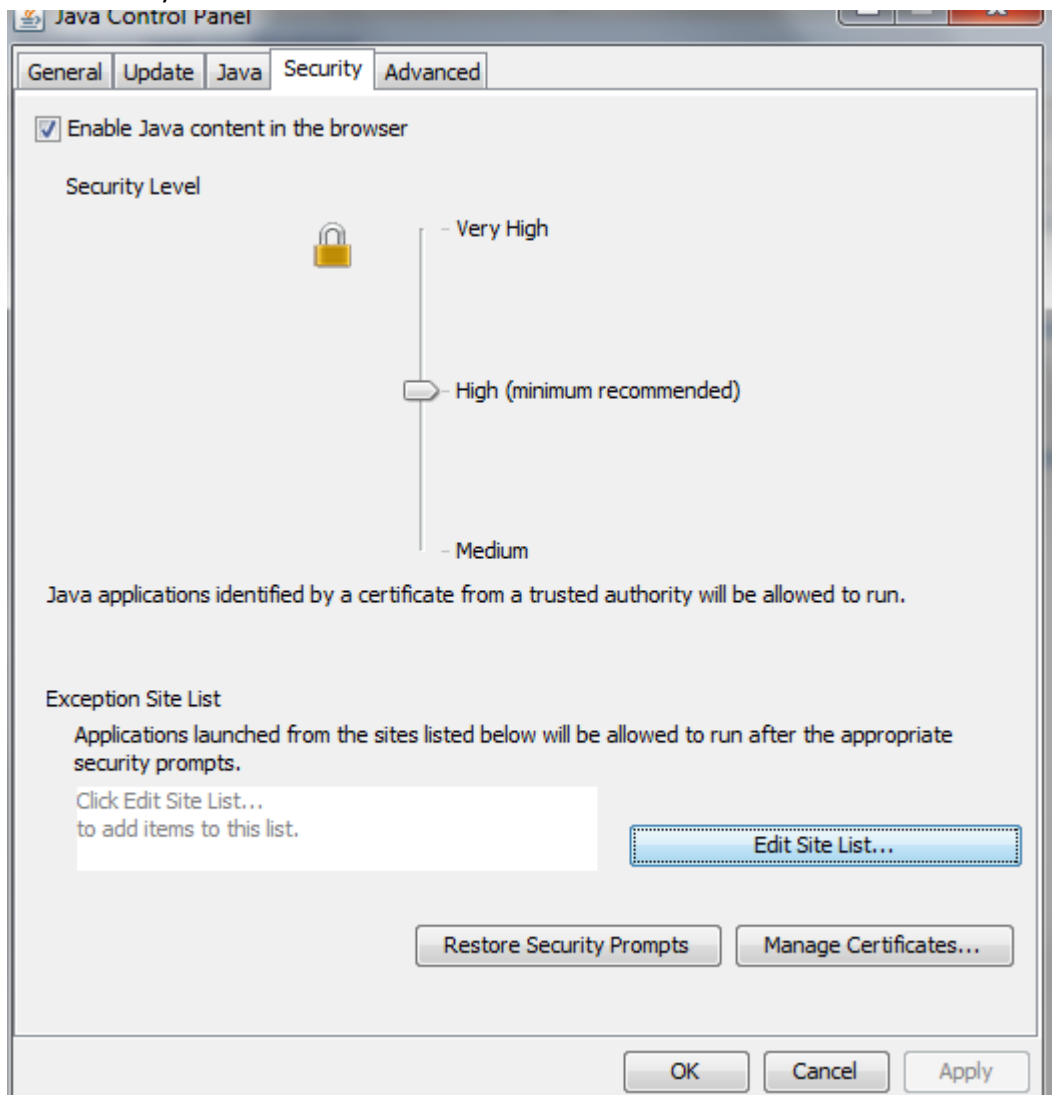 Java Control Panel
General Update Java Security Advanced
Enable Java content in the browser
Security Level
- Very High
- High (minimum recommended)
- Medium
Java applications identified by a certificate from a trusted authority will be allowed to run.
Exception Site List
Applications launched from the sites listed below will be allowed to run after the appropriate
security prompts.
Click Edit Site List...
to add items to this list.
Edit Site List...
Restore Security Prompts Manage Certificates...
OK Cancel Apply